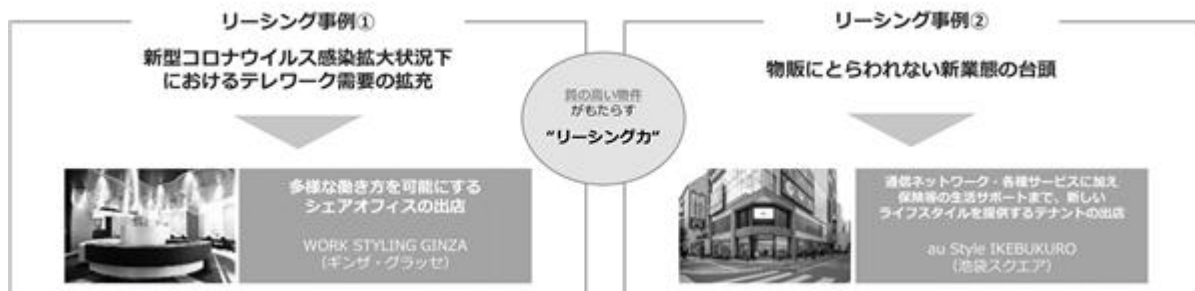 リーシング事例①
新型コロナウイルス感染拡大状況下
におけるテレワーク需要の拡充
多様な働き方を可能にする
シェアオフィスの出店
WORK STYLING GINZA
(ギンザ・グラッセ)
質の高い物件
がもたらす
“リーシング力“
リーシング事例②
物販にとらわれない新業態の台頭
通信ネットワーク・各種サービスに加え
保険等の生活サポートまで、新しい
ライフスタイルを提供するテナントの出店
au Style IKEBUKURO
(池袋スクエア)